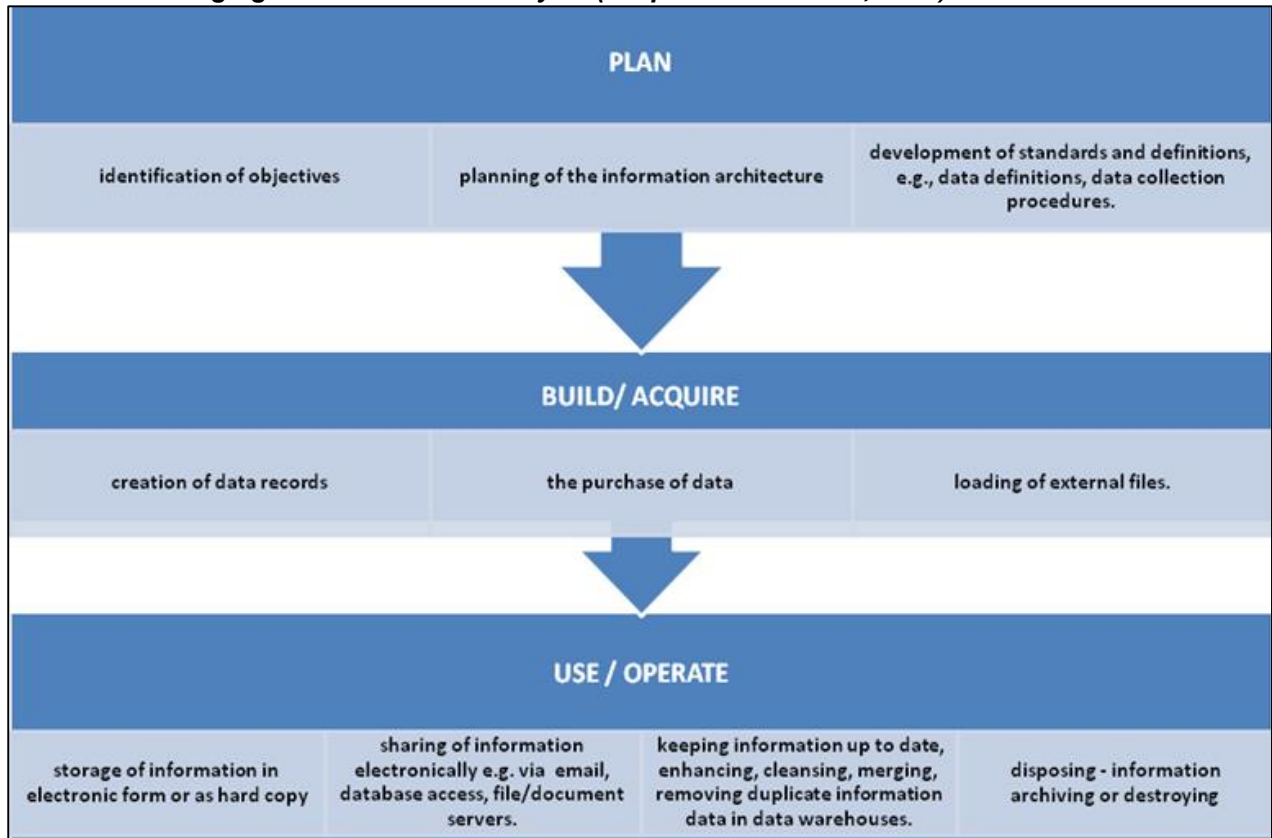 PLAN
identification of objectives
planning of the information architecture
development of standards and definitions,
e.g., data definitions, data collection
procedures.
BUILD/ ACQUIRE
creation of data records
the purchase of data
loading of external files.
USE / OPERATE
storage of information in
electronic form or as hard copy
sharing of information
electronically e.g. via email,
database access, file/document
servers.
keeping information up to date,
enhancing, cleansing, merging,
removing duplicate information
data in data warehouses.
disposing - information
archiving or destroying